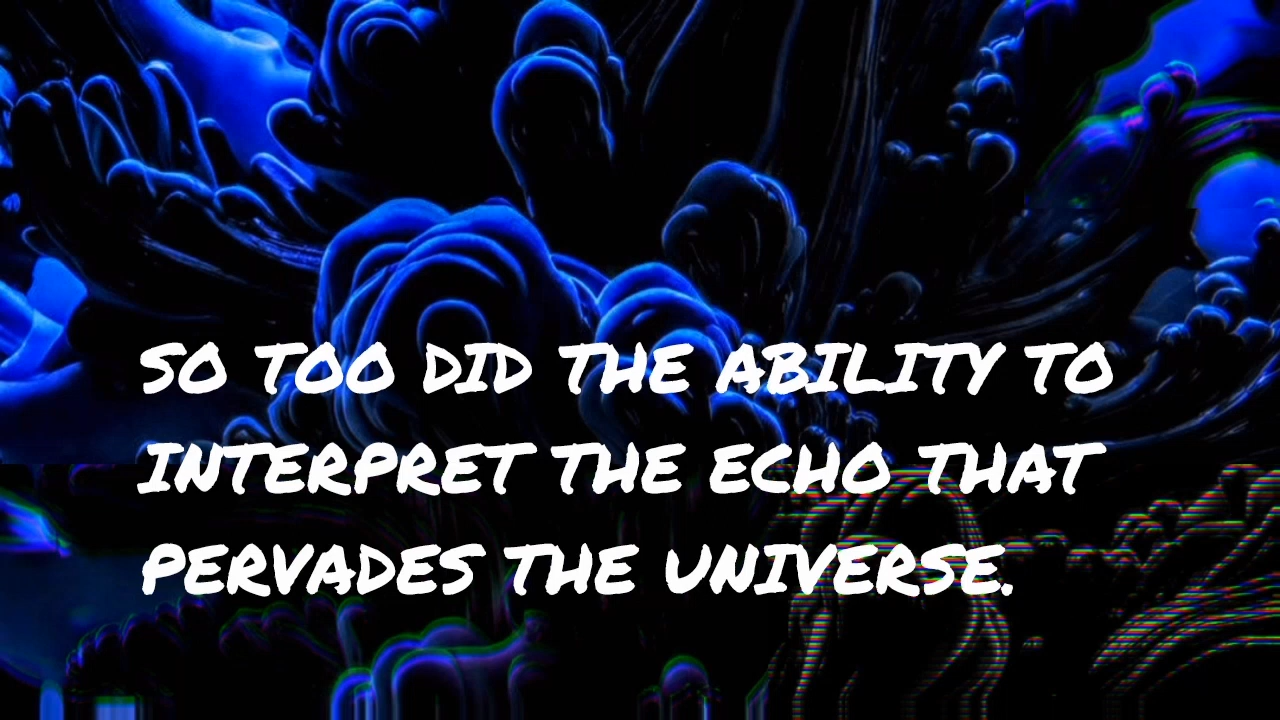 SO TOO DID THE ABILITY TO
INTERPRET THE ECHO THAT
PERVADES THE UNIVERSE.